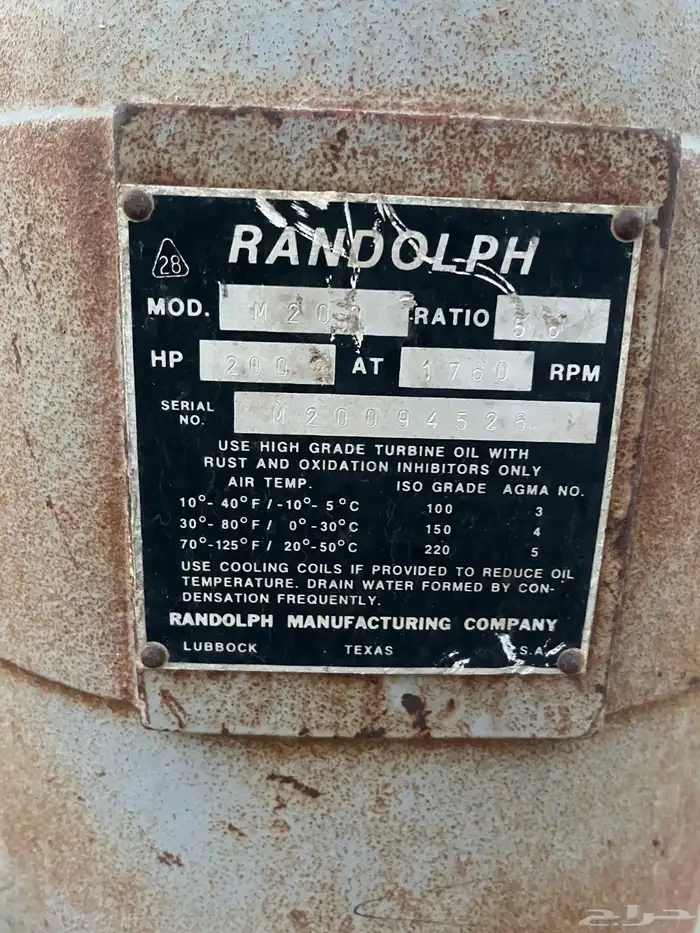 28
RANDOLPH
MOD. M200 RATIO 5/6
HP 200 AT 1760 RPM
SERIAL NO. M20094526
USE HIGH GRADE TURBINE OIL WITH
RUST AND OXIDATION INHIBITORS ONLY
AIR TEMP. ISO GRADE AGMA NO.
10°- 40°F / -10°- 5°C 100 3
30°- 80°F / 0°-30°C 150 4
70°-125°F / 20°-50°C 220 5
USE COOLING COILS IF PROVIDED TO REDUCE OIL
TEMPERATURE. DRAIN WATER FORMED BY CON-
DENSATION FREQUENTLY.
RANDOLPH MANUFACTURING COMPANY
LUBBOCK TEXAS S.A.
حراج